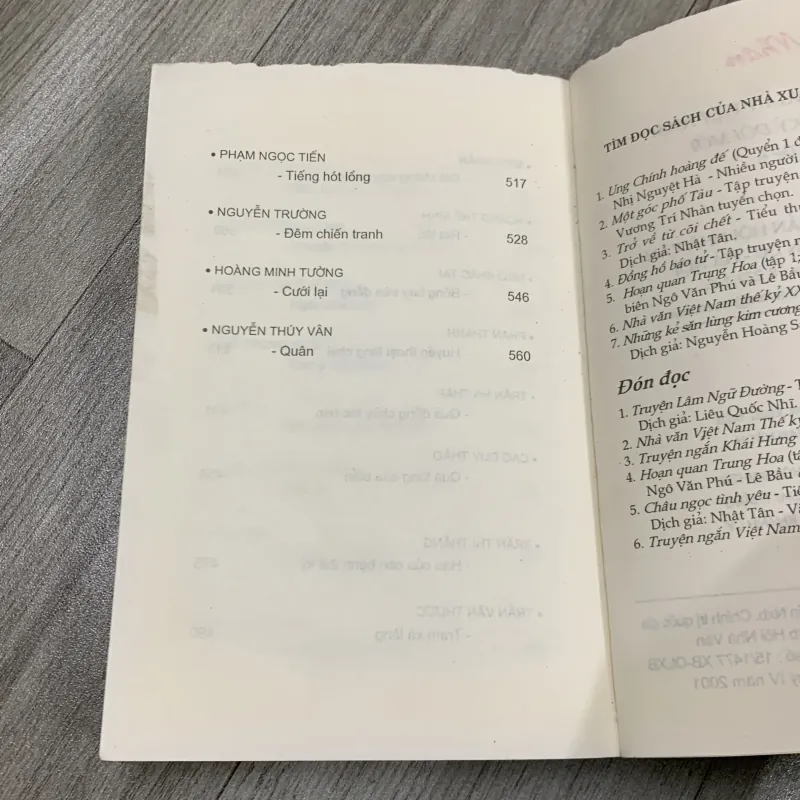 • PHẠM NGỌC TIẾN
- Tiếng hót lồng 517
• NGUYỄN TRƯỜNG
- Đêm chiến tranh 528
• HOÀNG MINH TƯỜNG
- Cưới lại 546
• NGUYỄN THÚY VÂN
- Quân 560
TÌM ĐỌC SÁCH CỦA NHÀ XU
1. Ung Chính hoàng đế (Quyển 1 đ
Nhị Nguyệt Hà - Nhiều người
2. Một góc phố Tàu - Tập truyện
Vương Trí Nhàn tuyển chọn.
3. Trở về từ cõi chết - Tiểu thu
Dịch giả: Nhật Tân.
4. Đồng hồ báo tử - Tập truyện n
5. Hoạn quan Trung Hoa (tập 1;
biên Ngô Văn Phú và Lê Bầu
6. Nhà văn Việt Nam thế kỷ XX
7. Những kẻ săn lùng kim cương
Dịch giả: Nguyễn Hoàng S
Đón đọc
1. Truyện Lâm Ngữ Đường - T
Dịch giả: Liêu Quốc Nhĩ.
2. Nhà văn Việt Nam Thế kỷ
3. Truyện ngắn Khái Hưng
4. Hoạn quan Trung Hoa (tậ
Ngô Văn Phú - Lê Bầu
5. Châu ngọc tình yêu - Tiể
Dịch giả: Nhật Tân - Vă
6. Truyện ngắn Việt Nam